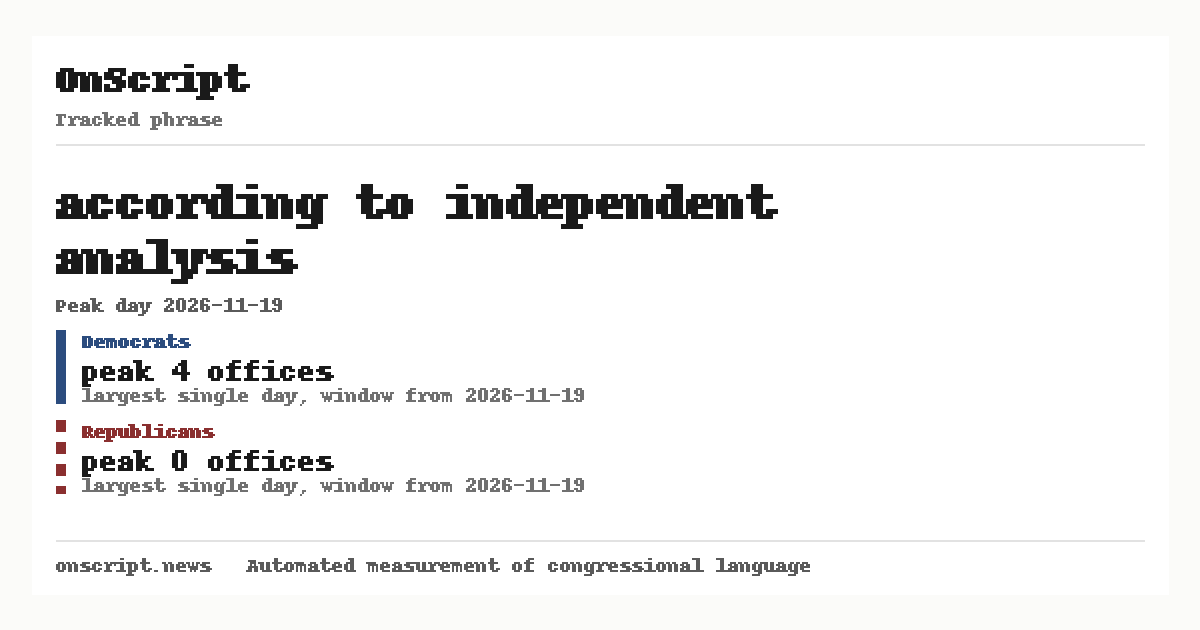 OnScript
Tracked phrase
according to independent
analysis
Peak day 2026-11-19
Democrats
peak 4 offices
largest single day, window from 2026-11-19
Republicans
peak 0 offices
largest single day, window from 2026-11-19
onscript.news Automated measurement of congressional language